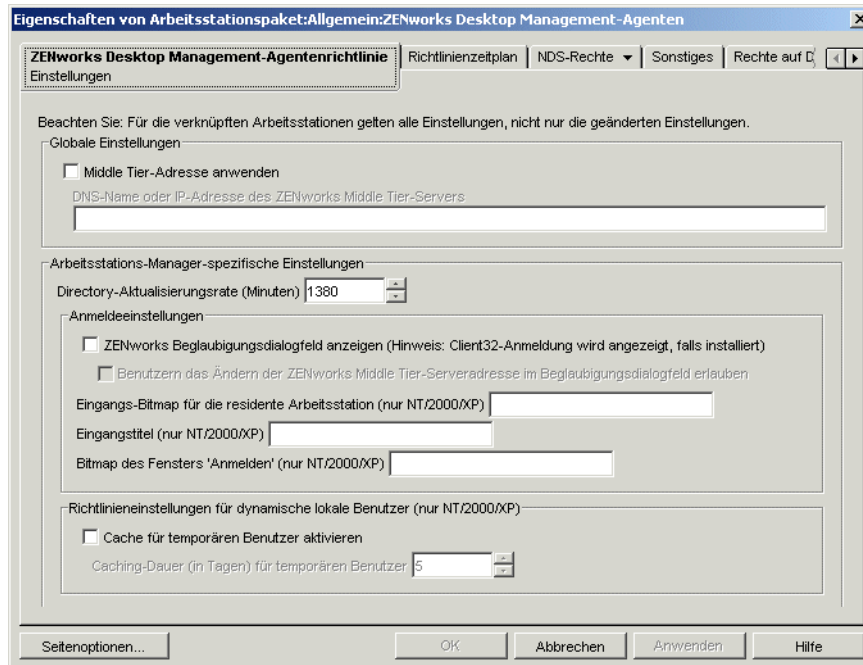 Eigenschaften von Arbeitsstationspaket:Allgemein:ZENworks Desktop Management-Agenten
ZENworks Desktop Management-Agentenrichtlinie
Einstellungen
Richtlinienzeitplan
NDS-Rechte
Sonstiges
Rechte auf D
Beachten Sie: Für die verknüpften Arbeitsstationen gelten alle Einstellungen, nicht nur die geänderten Einstellungen.
Globale Einstellungen
Middle Tier-Adresse anwenden
DNS-Name oder IP-Adresse des ZENworks Middle Tier-Servers
Arbeitsstations-Manager-spezifische Einstellungen
Directory-Aktualisierungsrate (Minuten) 1380
Anmeldeeinstellungen
ZENworks Beglaubigungsdialogfeld anzeigen (Hinweis: Client32-Anmeldung wird angezeigt, falls installiert)
Benutzern das Ändern der ZENworks Middle Tier-Serveradresse im Beglaubigungsdialogfeld erlauben
Eingangs-Bitmap für die residente Arbeitsstation (nur NT/2000/XP)
Eingangstitel (nur NT/2000/XP)
Bitmap des Fensters 'Anmelden' (nur NT/2000/XP)
Richtlinieneinstellungen für dynamische lokale Benutzer (nur NT/2000/XP)
Cache für temporären Benutzer aktivieren
Caching-Dauer (in Tagen) für temporären Benutzer 5
Seitenoptionen...
OK
Abbrechen
Anwenden
Hilfe